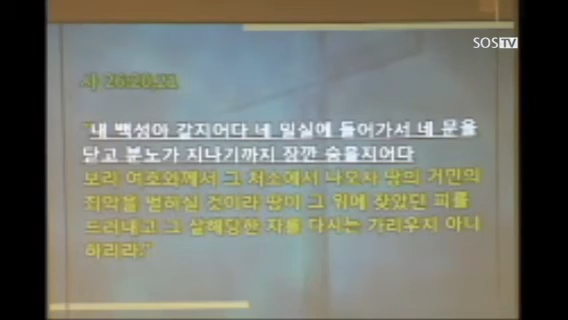 SOSTV
사 26:20,21
"내 백성아 갈지어다 네 밀실에 들어가서 네 문을
닫고 분노가 지나기까지 잠깐 숨을지어다
보라 여호와께서 그 처소에서 나오사 땅의 거민의
죄악을 벌하실 것이라 땅이 그 위에 잦았던 피를
드러내고 그 살해당한 자를 다시는 가리우지 아니
하리라."